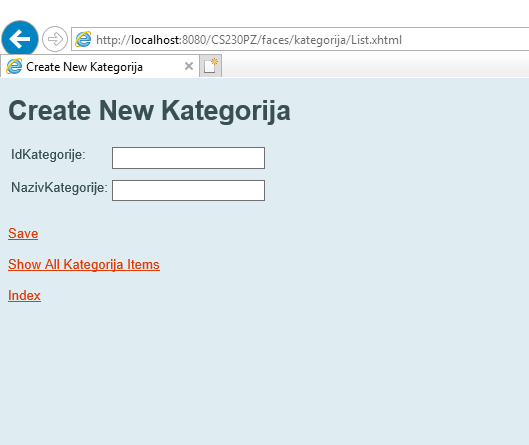 http://localhost:8080/CS230PZ/faces/kategorija/List.xhtml
Create New Kategorija
Create New Kategorija
IdKategorije:
NazivKategorije:
Save
Show All Kategorija Items
Index